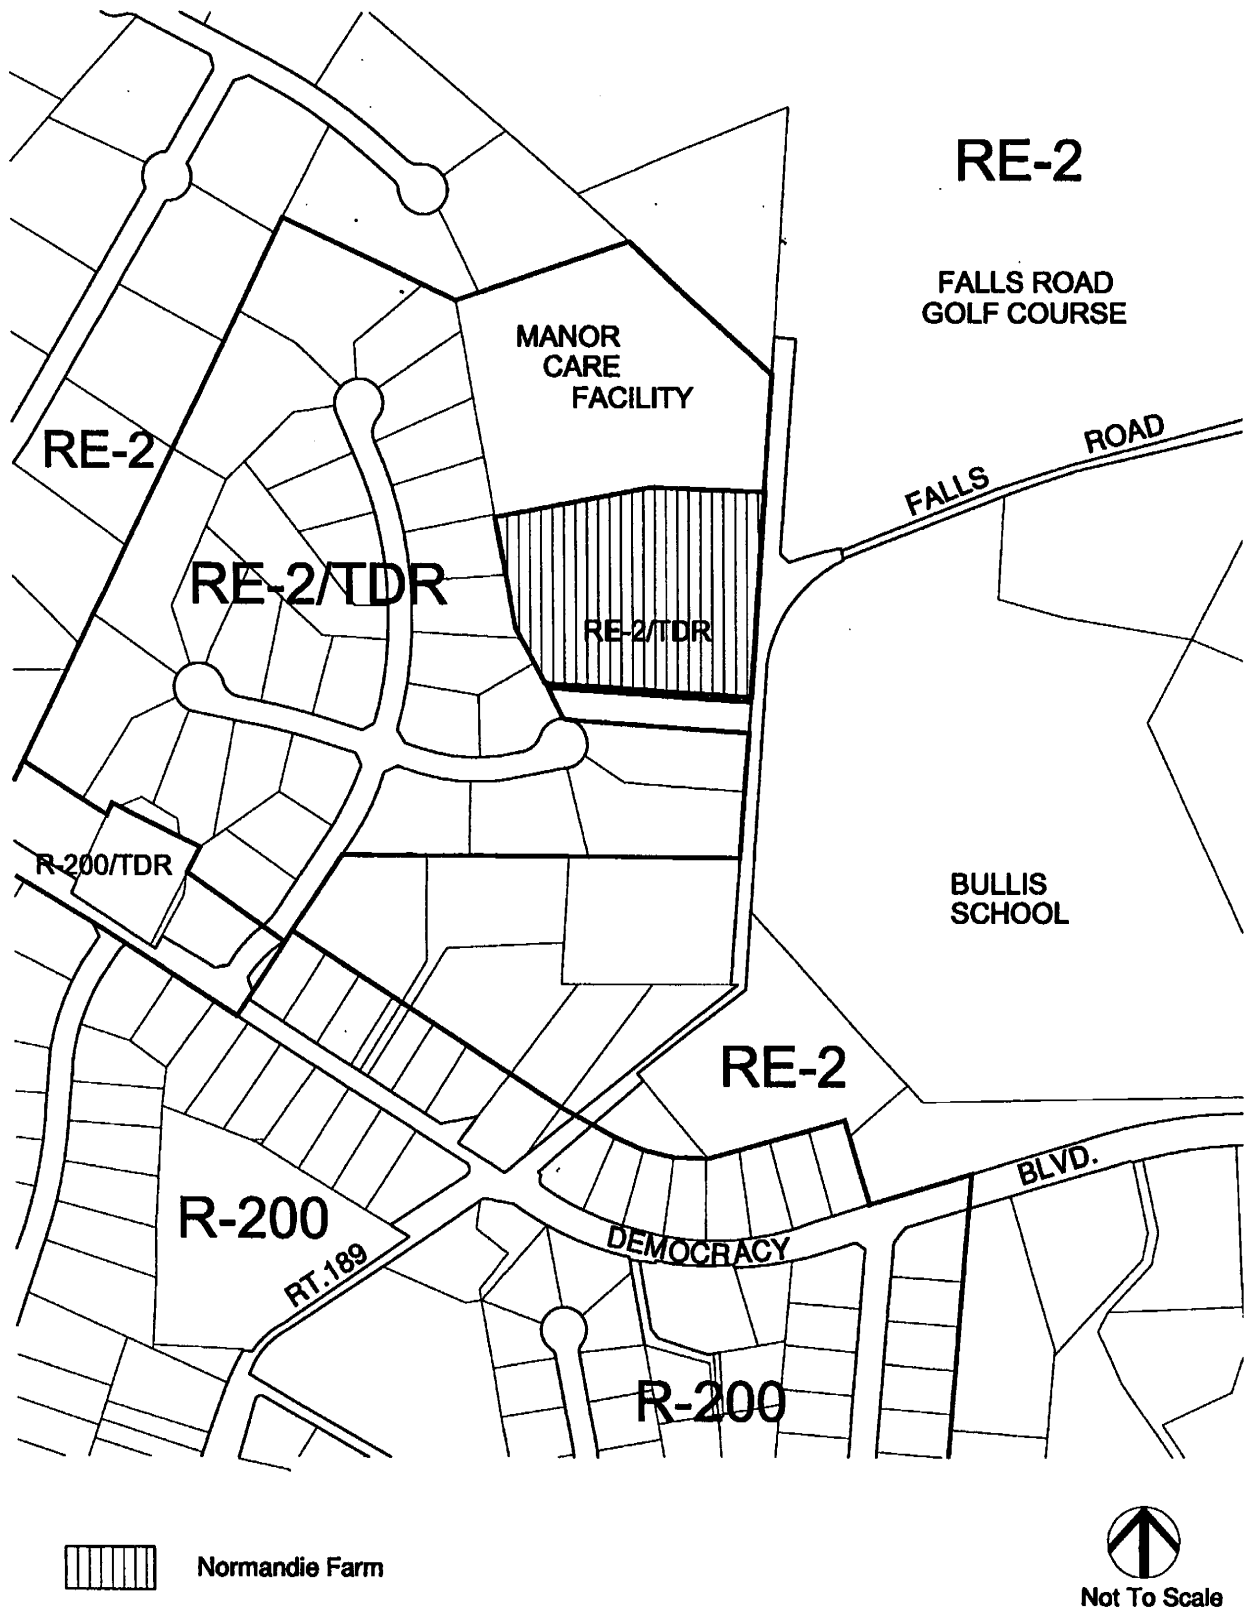 RE-2
FALLS ROAD
GOLF COURSE
MANOR
CARE
FACILITY
RE-2
FALLS ROAD
RE-2/TDR
RE-2/TDR
R-200/TDR
BULLIS
SCHOOL
RE-2
R-200
RT.189
DEMOCRACY BLVD.
R-200
Normandie Farm
Not To Scale